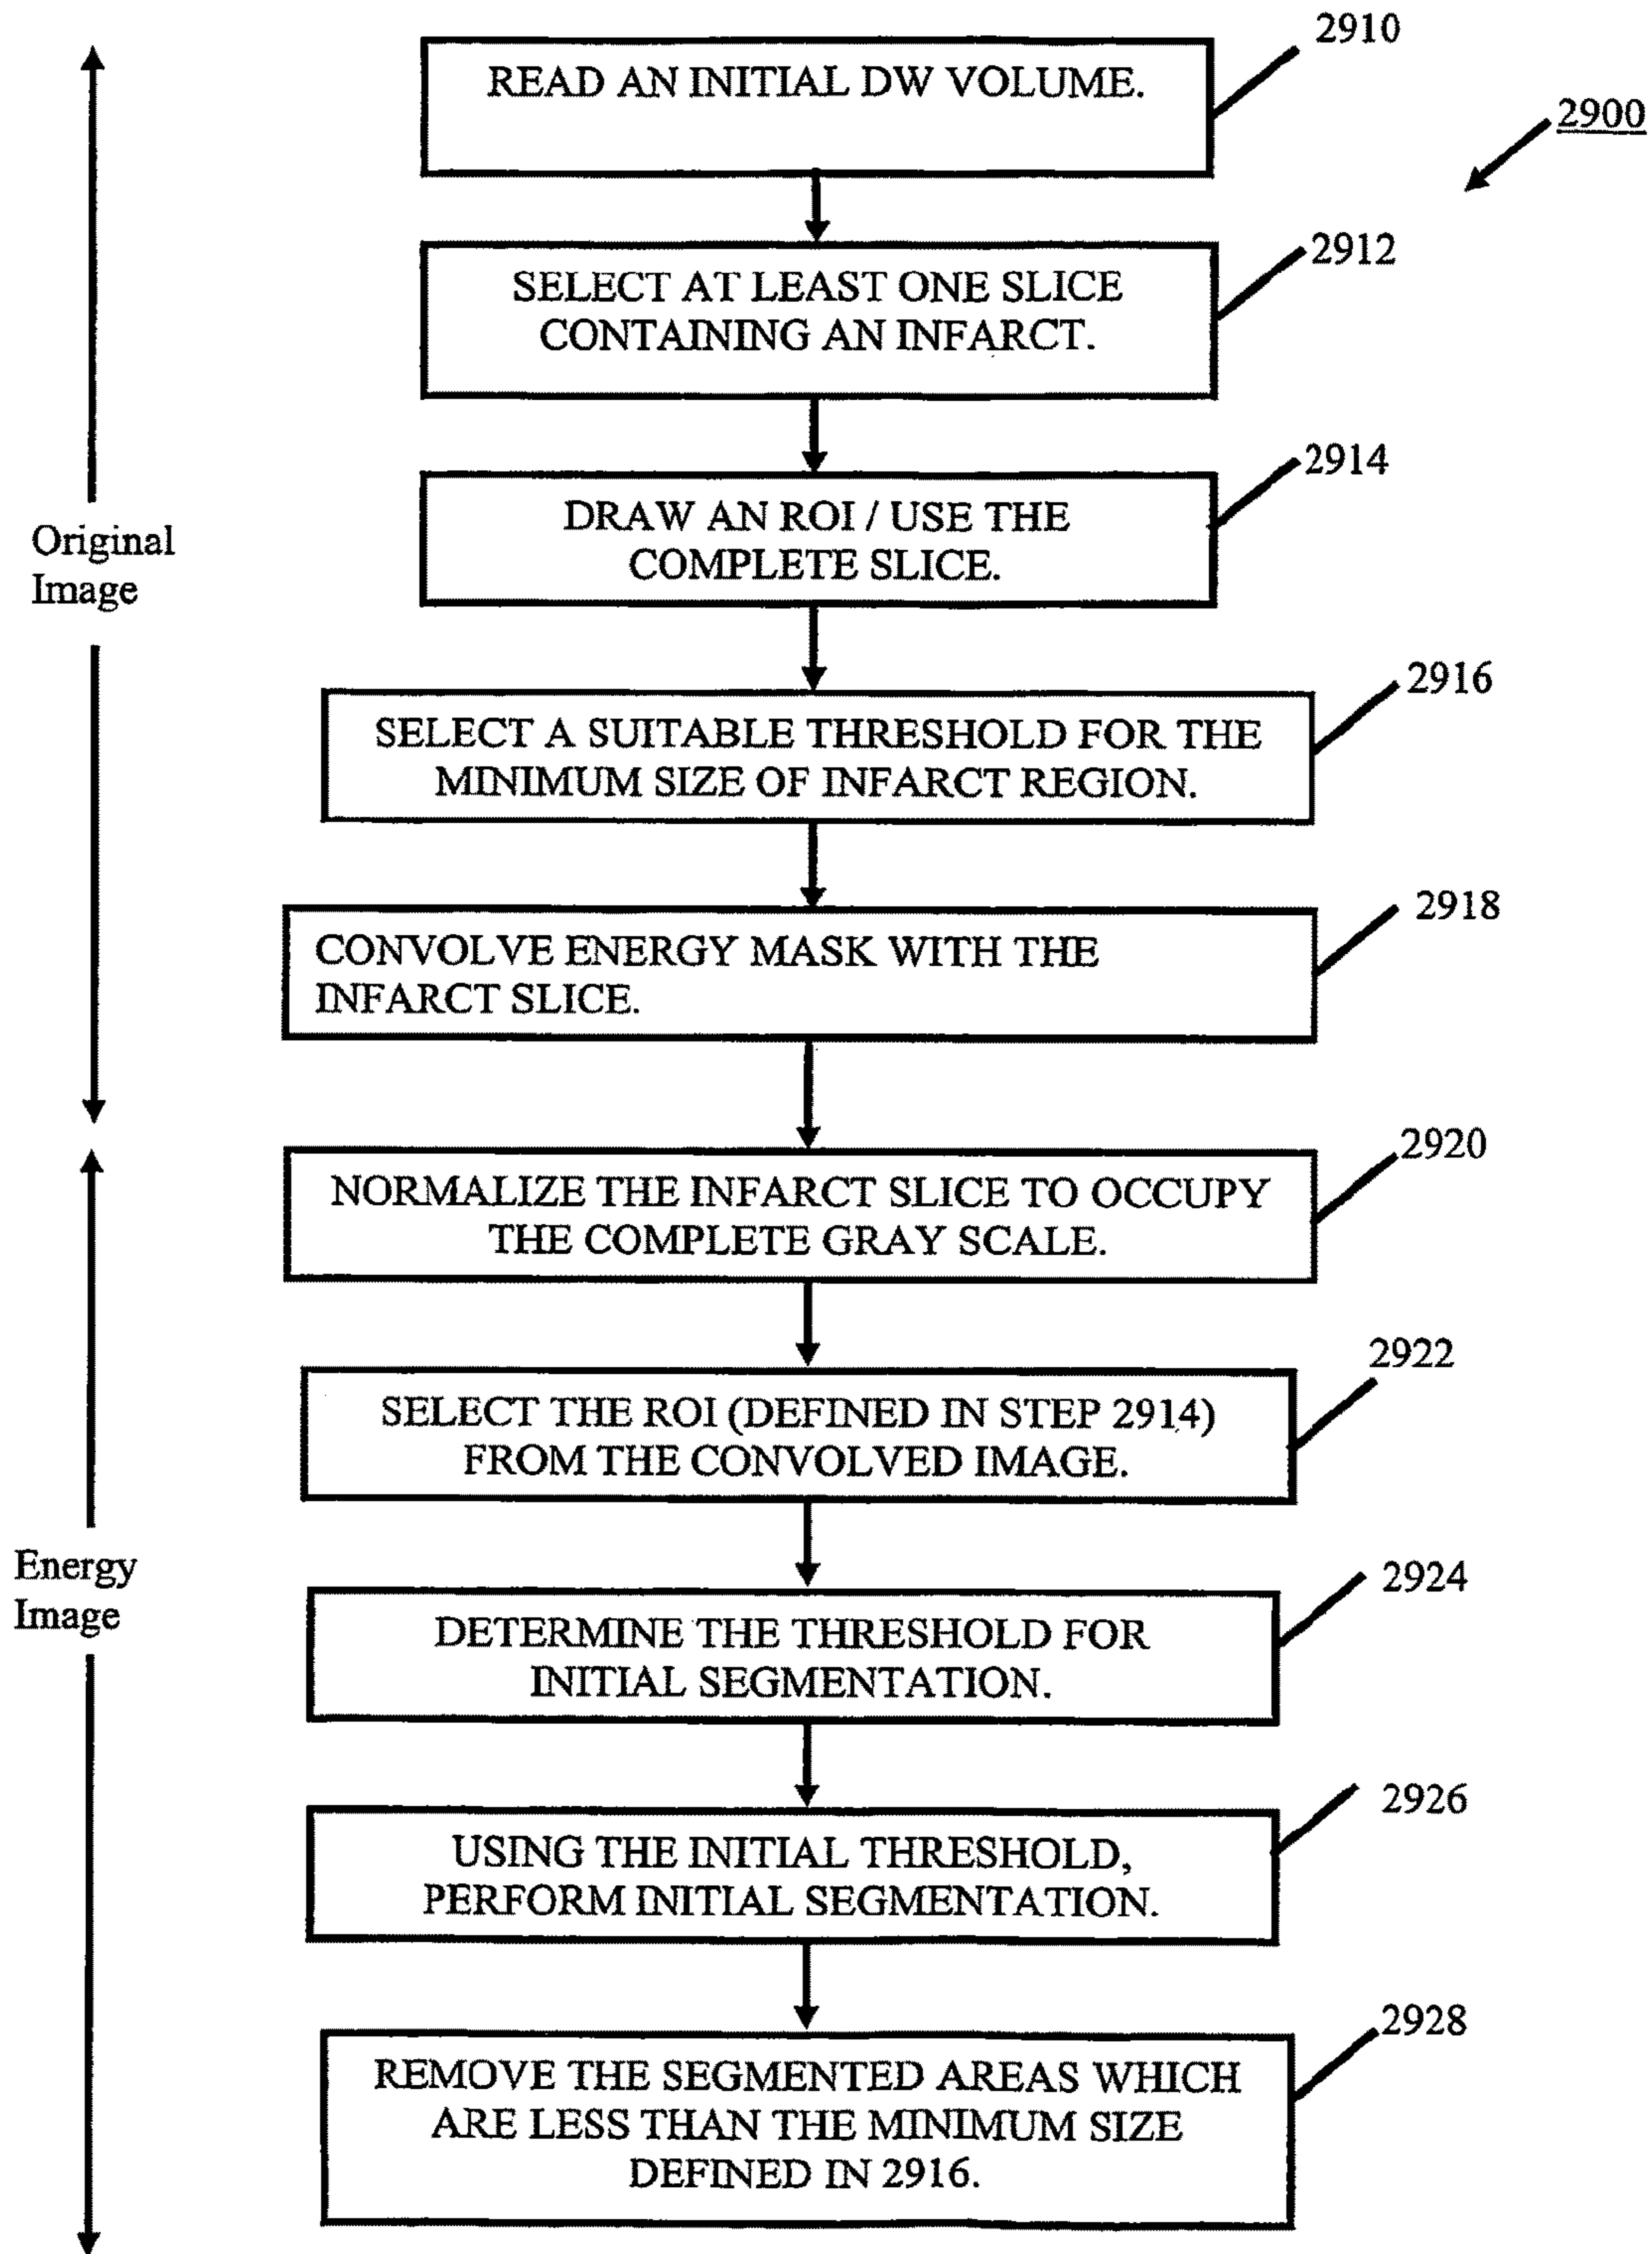 2910
READ AN INITIAL DW VOLUME.
2900
2912
SELECT AT LEAST ONE SLICE
CONTAINING AN INFARCT.
2914
DRAW AN ROI / USE THE
COMPLETE SLICE.
Original
Image
2916
SELECT A SUITABLE THRESHOLD FOR THE
MINIMUM SIZE OF INFARCT REGION.
2918
CONVOLVE ENERGY MASK WITH THE
INFARCT SLICE.
2920
NORMALIZE THE INFARCT SLICE TO OCCUPY
THE COMPLETE GRAY SCALE.
2922
SELECT THE ROI (DEFINED IN STEP 2914)
FROM THE CONVOLVED IMAGE.
Energy
Image
2924
DETERMINE THE THRESHOLD FOR
INITIAL SEGMENTATION.
2926
USING THE INITIAL THRESHOLD,
PERFORM INITIAL SEGMENTATION.
2928
REMOVE THE SEGMENTED AREAS WHICH
ARE LESS THAN THE MINIMUM SIZE
DEFINED IN 2916.